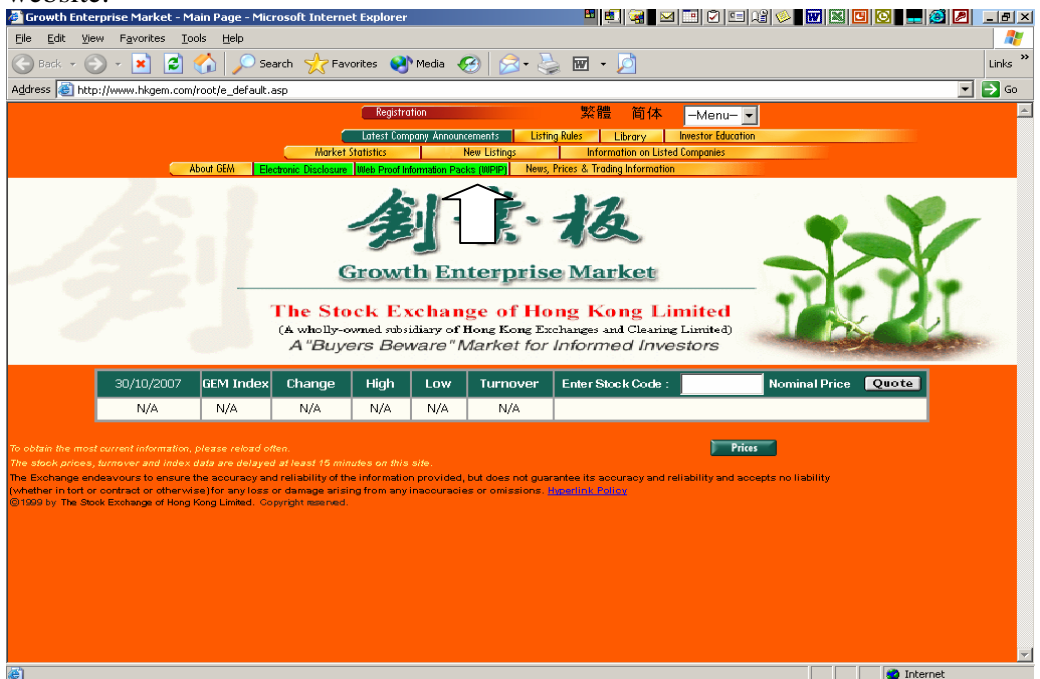 website.
Growth Enterprise Market - Main Page - Microsoft Internet Explorer
File Edit View Favorites Tools Help
Back Search Favorites Media Links »
Address http://www.hkgem.com/root/e_default.asp Go
Registration 繁體 简体 -Menu-
Latest Company Announcements Listing Rules Library Investor Education
Market Statistics New Listings Information on Listed Companies
About GEM Electronic Disclosure Web Proof Information Packs (WPIP) News, Prices & Trading Information
創 創業板
Growth Enterprise Market
The Stock Exchange of Hong Kong Limited
(A wholly-owned subsidiary of Hong Kong Exchanges and Clearing Limited)
A "Buyers Beware" Market for Informed Investors
30/10/2007 GEM Index Change High Low Turnover Enter Stock Code : Nominal Price Quote
N/A N/A N/A N/A N/A N/A
To obtain the most current information, please reload often. Prices
The stock prices, turnover and index data are delayed at least 15 minutes on this site.
The Exchange endeavours to ensure the accuracy and reliability of the information provided, but does not guarantee its accuracy and reliability and accepts no liability
(whether in tort or contract or otherwise) for any loss or damage arising from any inaccuracies or omissions. Hyperlink Policy
©1999 by The Stock Exchange of Hong Kong Limited. Copyright reserved.
Internet